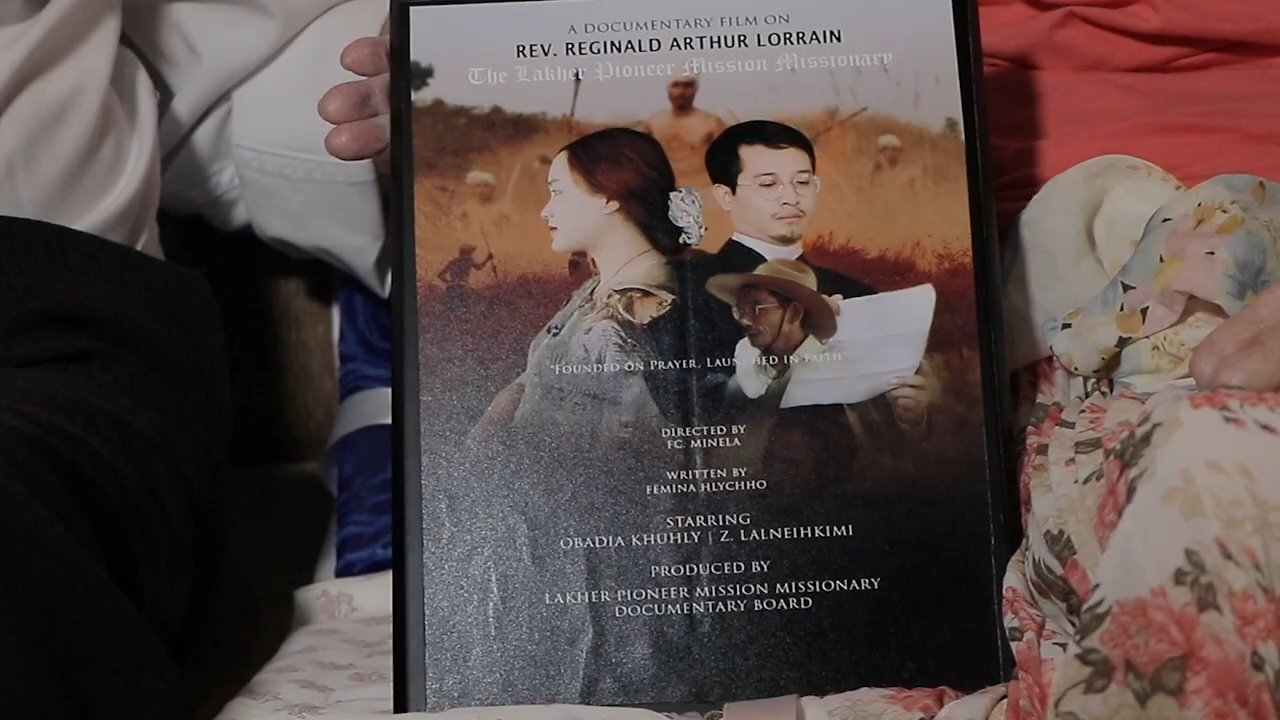 A DOCUMENTARY FILM ON
REV. REGINALD ARTHUR LORRAIN
The Lakher Pioneer Mission Missionary
"FOUNDED ON PRAYER, LAUNCHED IN FAITH"
DIRECTED BY
FC. MINELA
WRITTEN BY
FEMINA HLYCHHO
STARRING
OBADIA KHUHLY | Z. LALNEIHKIMI
PRODUCED BY
LAKHER PIONEER MISSION MISSIONARY
DOCUMENTARY BOARD